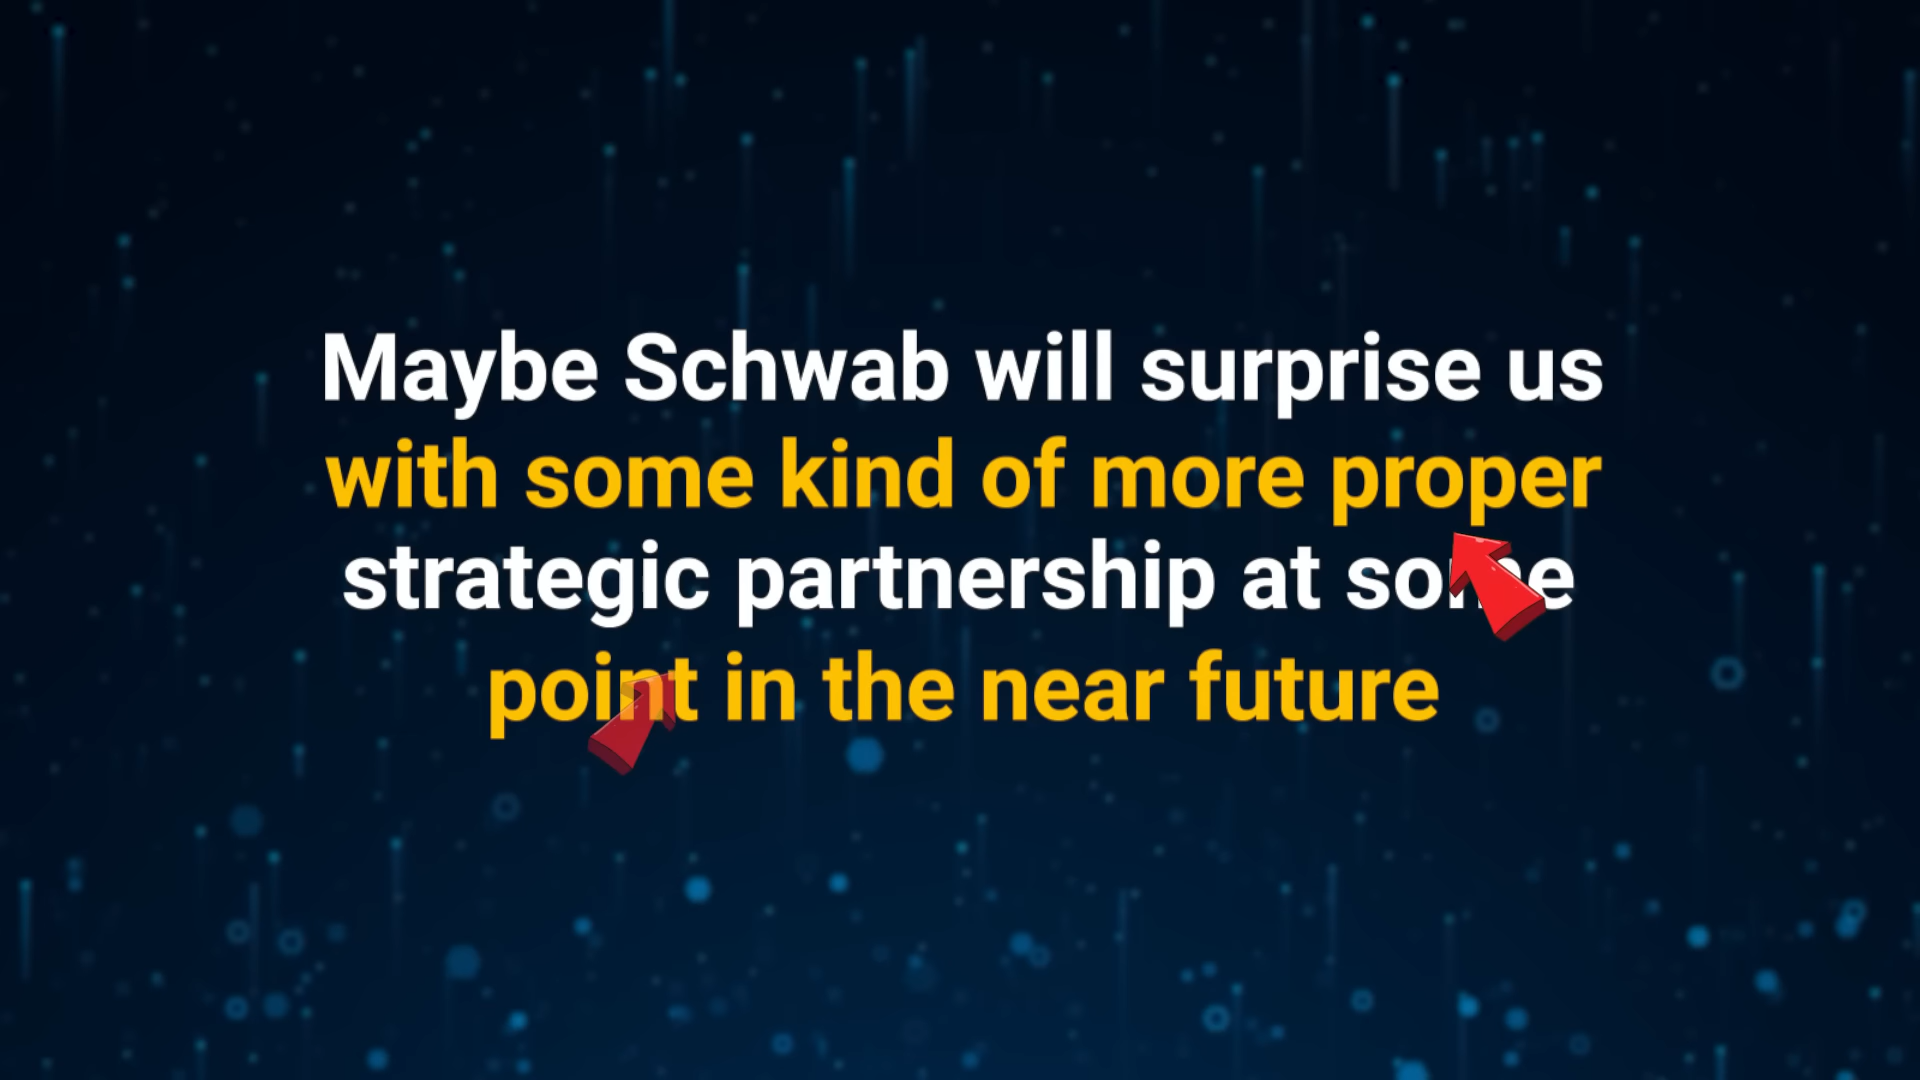 Maybe Schwab will surprise us
with some kind of more proper
strategic partnership at some
point in the near future